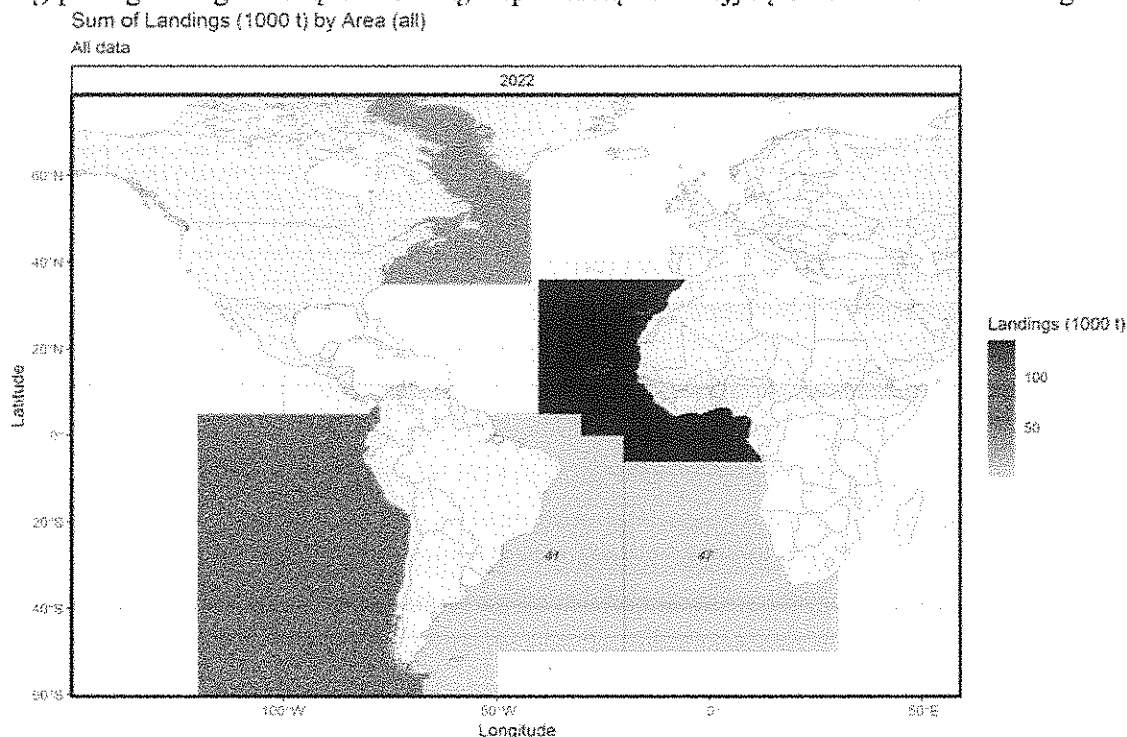 Sum of Landings (1000 t) by Area (all)
All data
2022
60°N
40°N
20°N
0°
20°S
40°S
60°S
Latitude
41
47
100°W
50°W
0°
50°E
Longitude
Landings (1000 t)
100
50